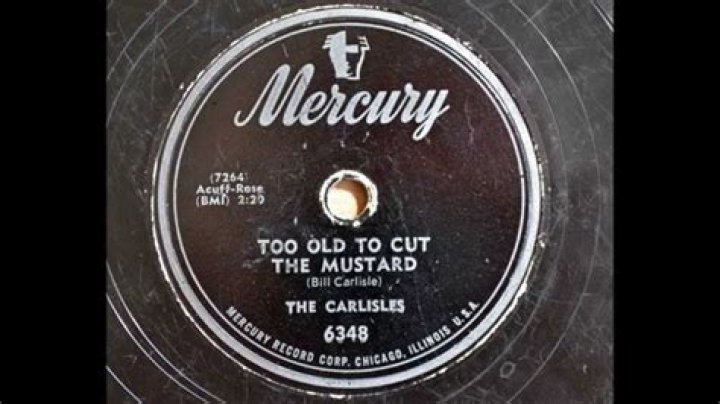 Mercury
(7264)
Acuff-Rose
(BMI) 2:20
TOO OLD TO CUT
THE MUSTARD
(Bill Carlisle)
THE CARLISLES
6348
MERCURY RECORD CORP. CHICAGO, ILLINOIS U.S.A.